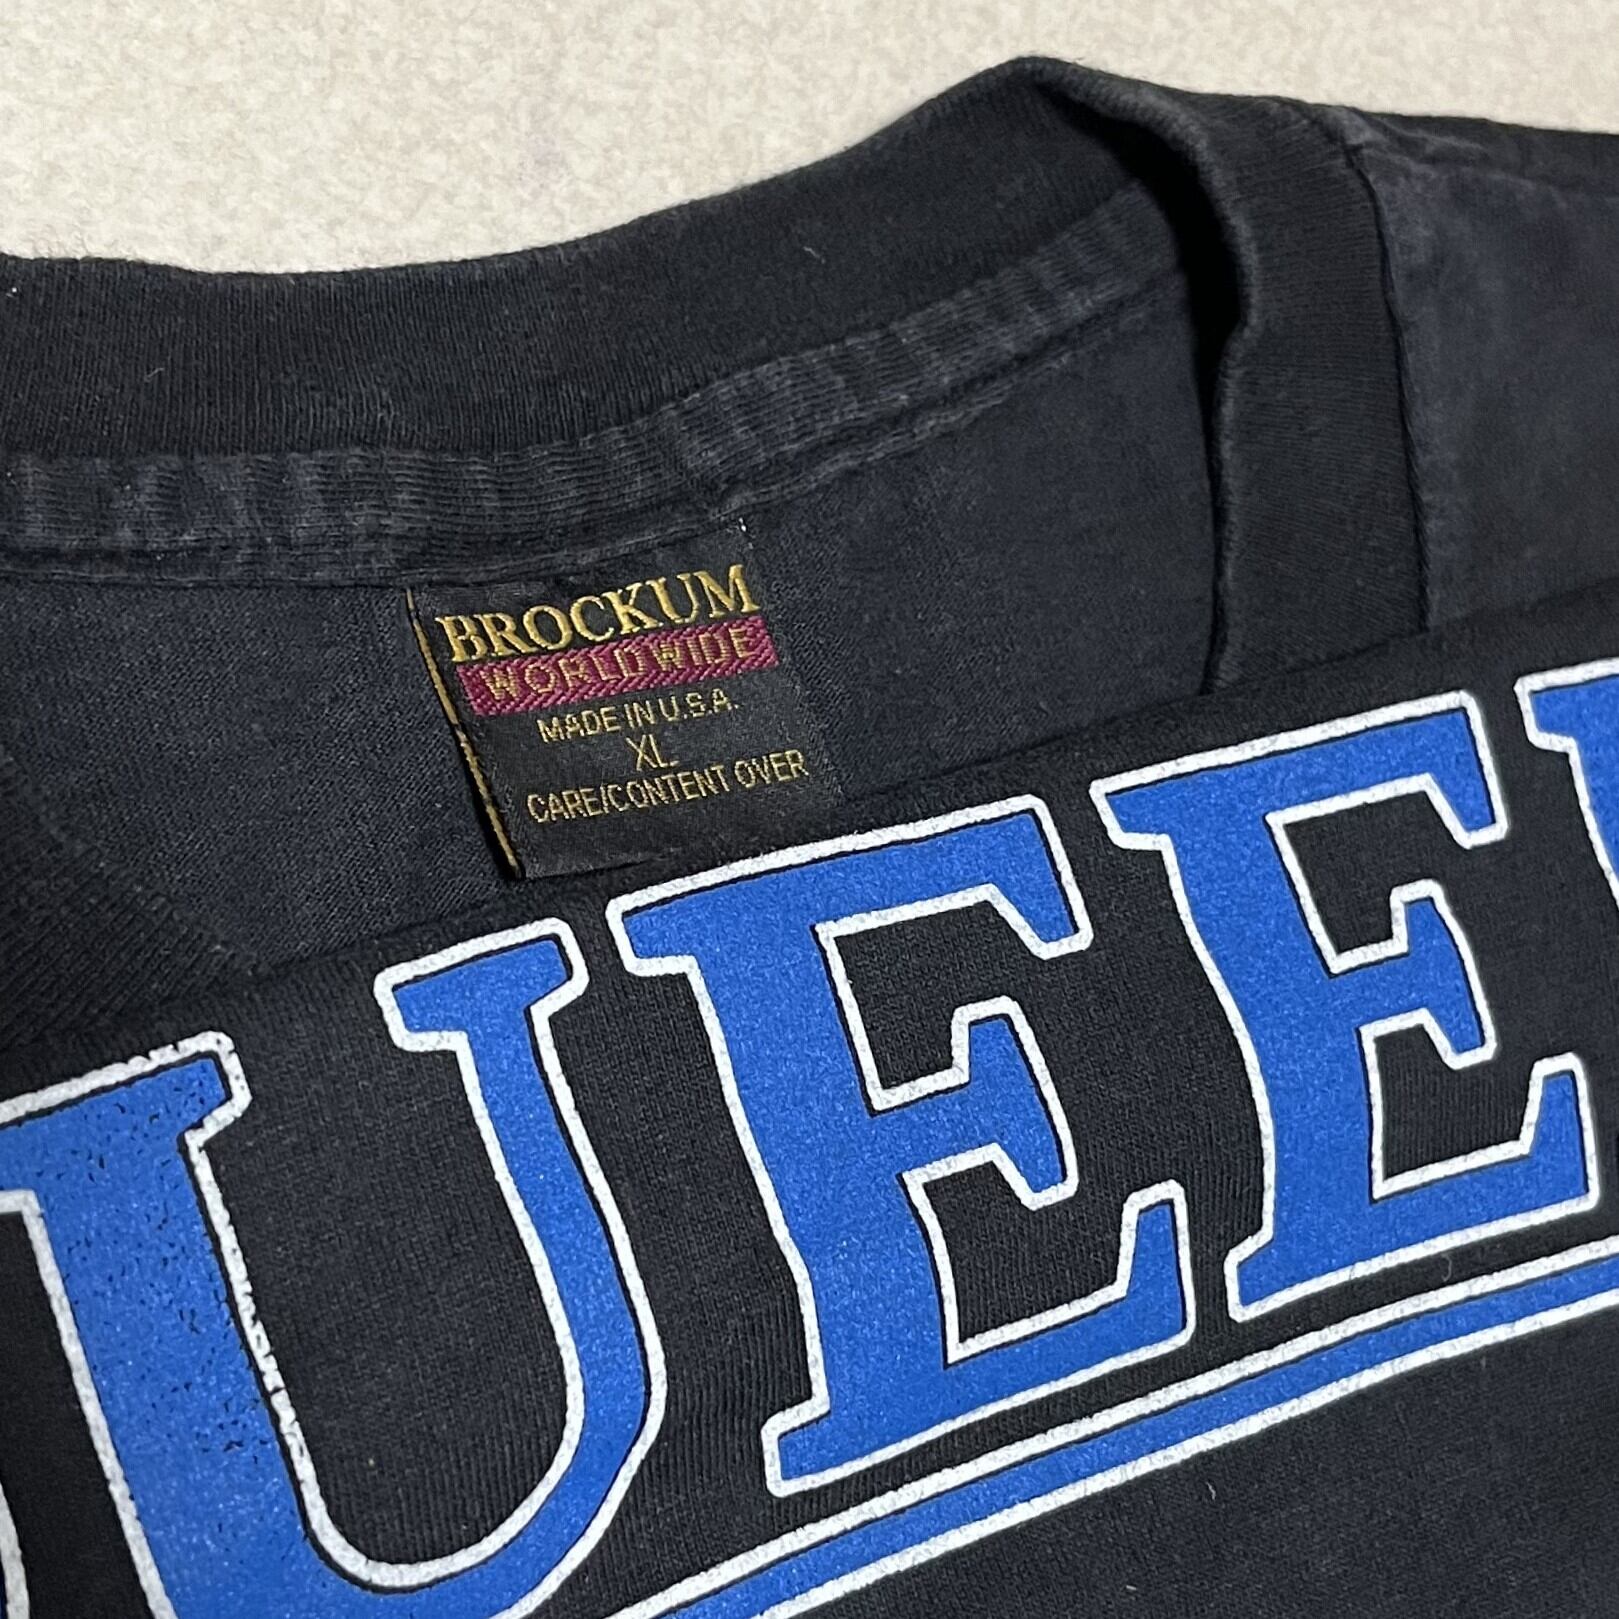 BROCKUM
WORLDWIDE
MADE IN U.S.A.
XL
CARE/CONTENT OVER
UEE